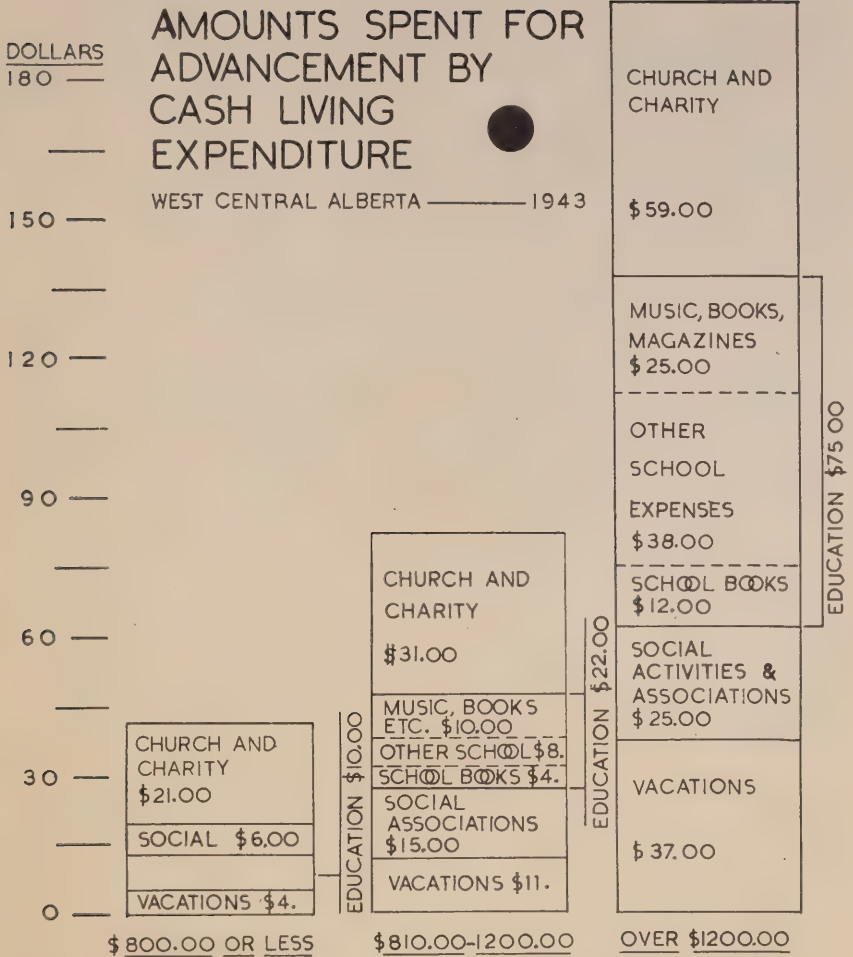 AMOUNTS SPENT FOR
ADVANCEMENT BY
CASH LIVING
EXPENDITURE
WEST CENTRAL ALBERTA 1943
DOLLARS
180
150
120
90
60
30
0
CHURCH AND
CHARITY
$21.00
SOCIAL $6.00
VACATIONS $4.
EDUCATION $10.00
$800.00 OR LESS
CHURCH AND
CHARITY
$31.00
MUSIC, BOOKS
ETC. $10.00
OTHER SCHOOL $8.
SCHOOL BOOKS $4.
SOCIAL
ASSOCIATIONS
$15.00
VACATIONS $11.
EDUCATION $22.00
$810.00-1200.00
CHURCH AND
CHARITY
$59.00
MUSIC, BOOKS,
MAGAZINES
$25.00
OTHER
SCHOOL
EXPENSES
$38.00
SCHOOL BOOKS
$12.00
SOCIAL
ACTIVITIES &
ASSOCIATIONS
$25.00
VACATIONS
$37.00
EDUCATION $75.00
OVER $1200.00